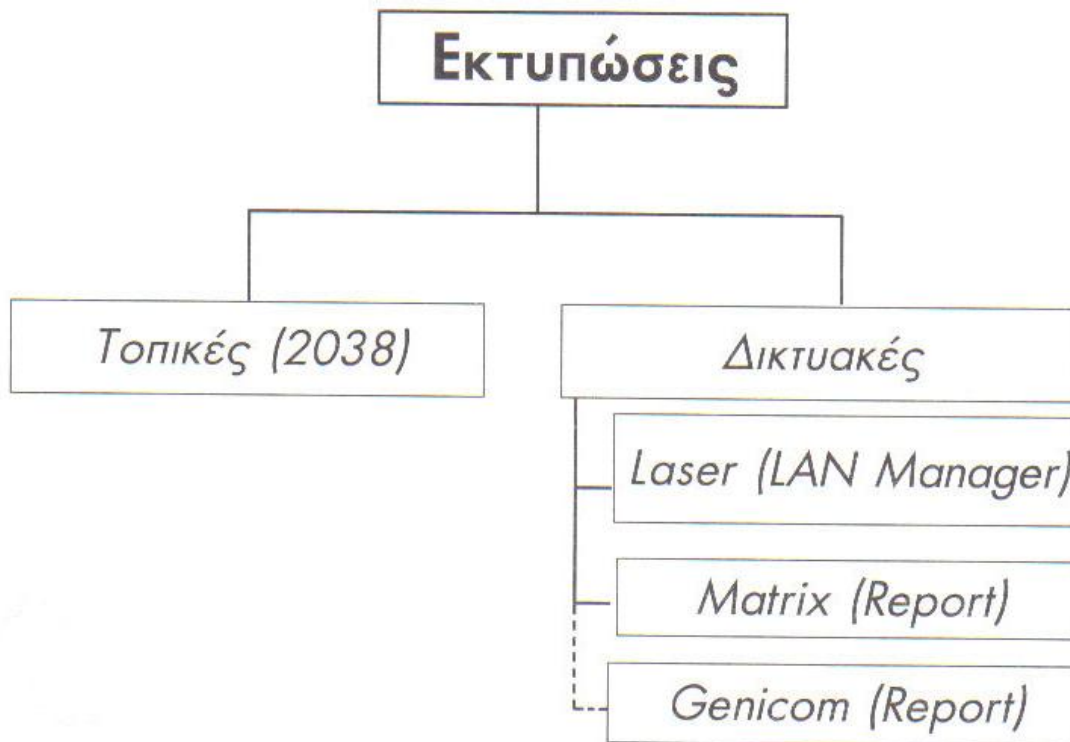 Εκτυπώσεις
Τοπικές (2038)
Δικτυακές
Laser (LAN Manager)
Matrix (Report)
Genicom (Report)